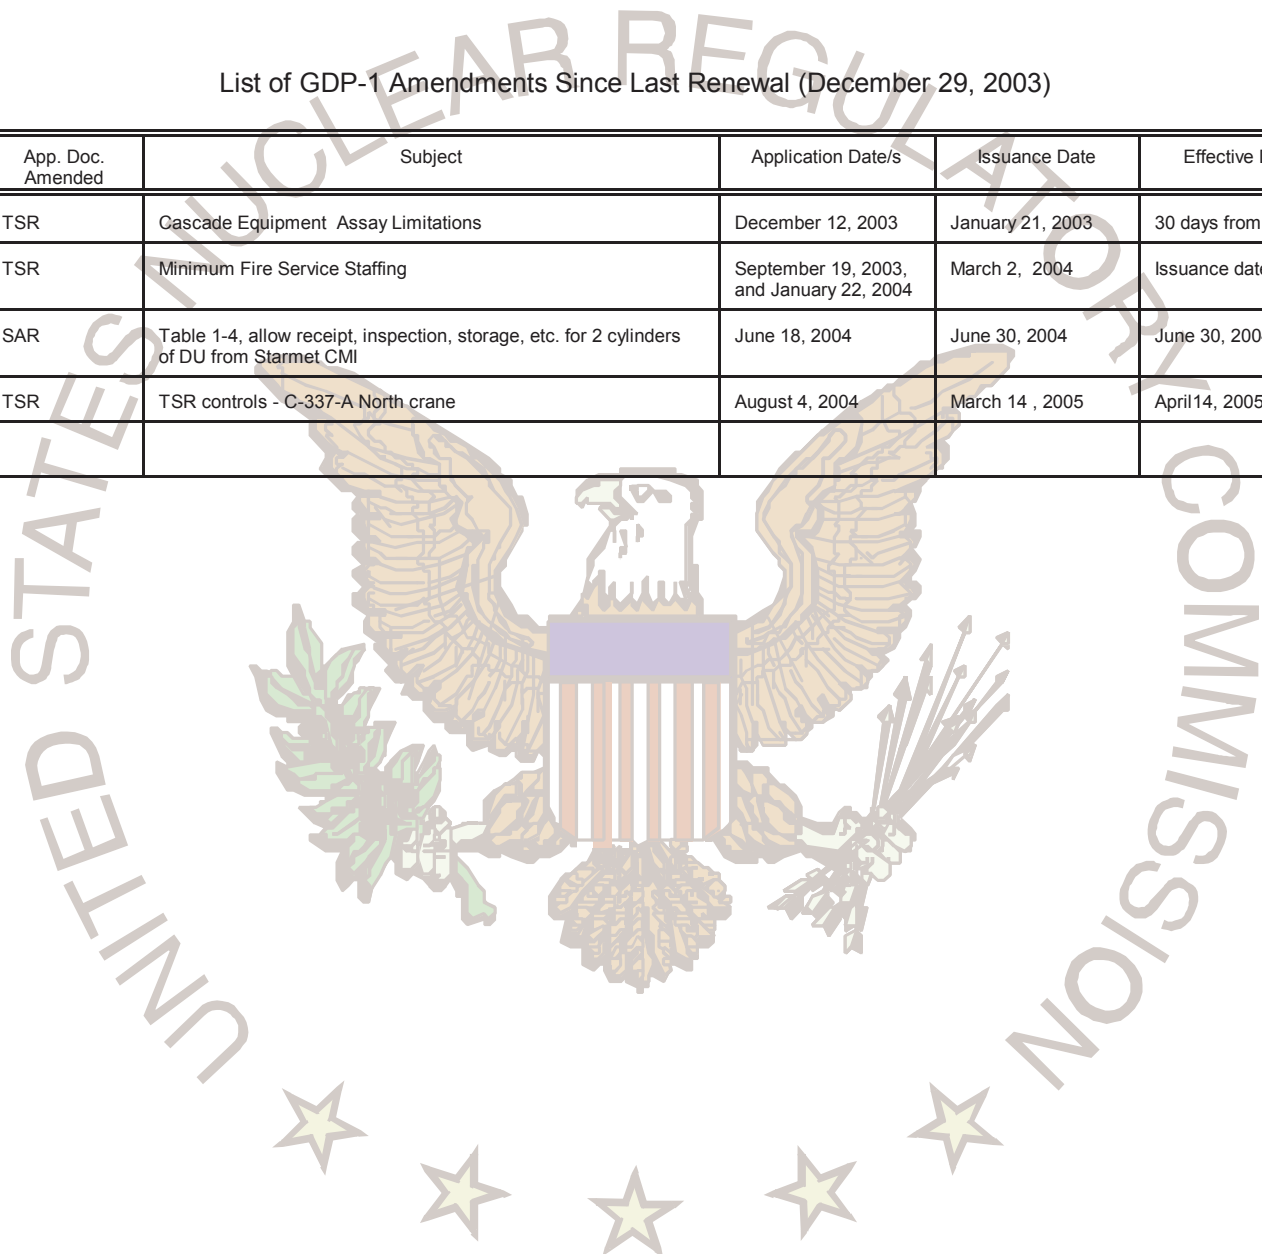 UNITED STATES NUCLEAR REGULATORY COMMISSION
List of GDP-1 Amendments Since Last Renewal (December 29, 2003)
App. Doc. Amended Subject Application Date/s Issuance Date Effective
TSR Cascade Equipment Assay Limitations December 12, 2003 January 21, 2003 30 days from
TSR Minimum Fire Service Staffing September 19, 2003, and January 22, 2004 March 2, 2004 Issuance date
SAR Table 1-4, allow receipt, inspection, storage, etc. for 2 cylinders of DU from Starmet CMI June 18, 2004 June 30, 2004 June 30, 200
TSR TSR controls - C-337-A North crane August 4, 2004 March 14 , 2005 April14, 2005